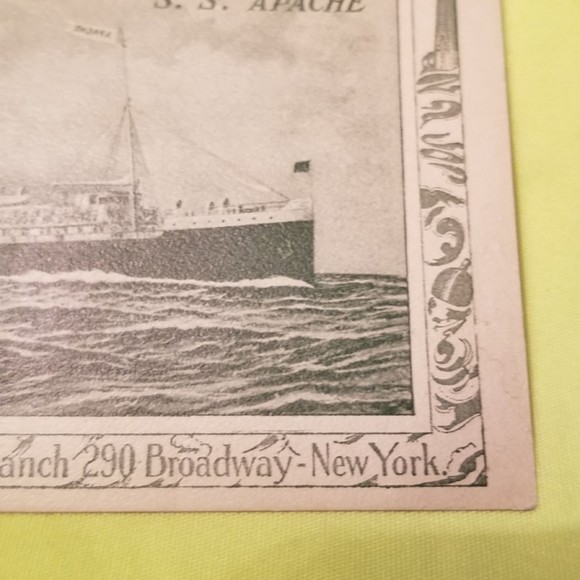 S. S. APACHE
anch 290 Broadway-New York.